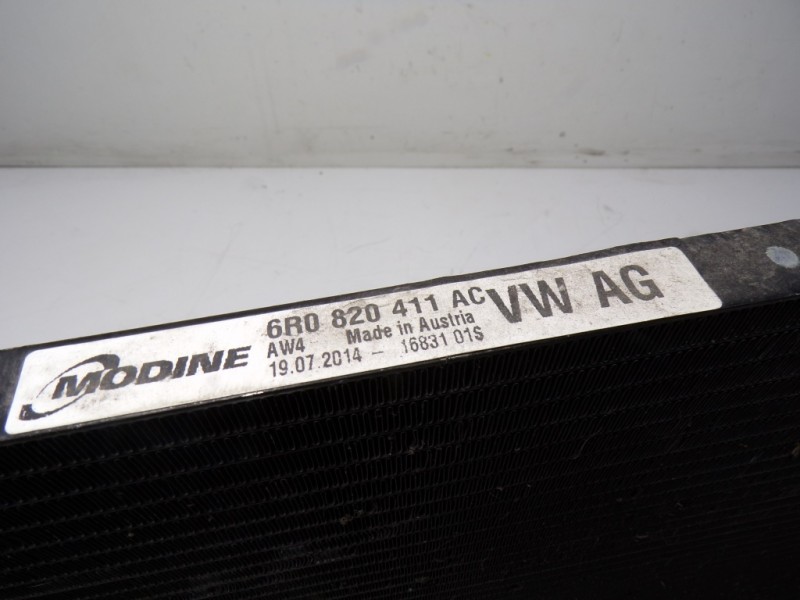 MODINE
6R0 820 411 AC VW AG
AW4 Made in Austria
19.07.2014 - 16831 01S